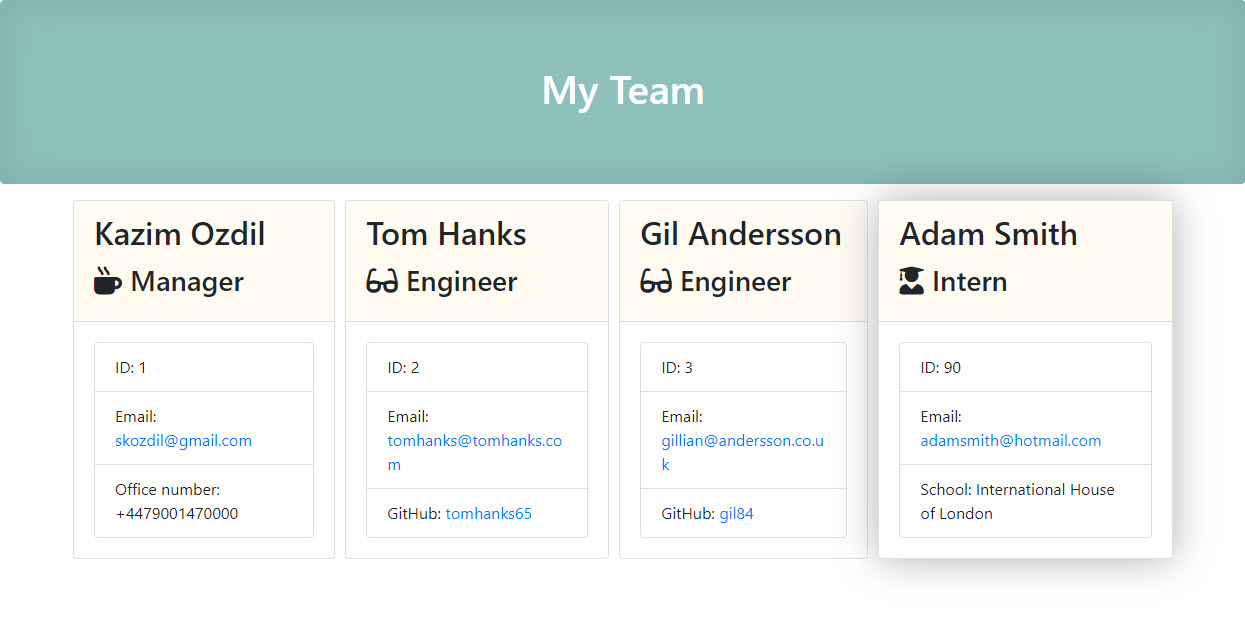 My Team
Kazim Ozdil
Manager
ID: 1
Email:
skozdil@gmail.com
Office number:
+4479001470000
Tom Hanks
Engineer
ID: 2
Email:
tomhanks@tomhanks.co
m
GitHub: tomhanks65
Gil Andersson
Engineer
ID: 3
Email:
gillian@andersson.co.u
k
GitHub: gil84
Adam Smith
Intern
ID: 90
Email:
adamsmith@hotmail.com
School: International House
of London